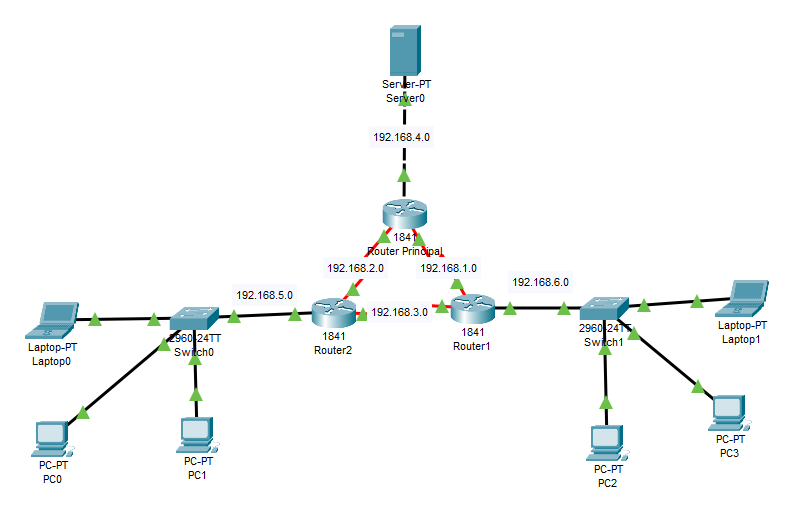 Server-PT
Server0
192.168.4.0
1841
Router Principal
192.168.2.0
192.168.1.0
192.168.5.0
192.168.3.0
192.168.6.0
1841
Router2
1841
Router1
2960-24TT
Switch0
2960-24TT
Switch1
Laptop-PT
Laptop0
Laptop-PT
Laptop1
PC-PT
PC0
PC-PT
PC1
PC-PT
PC2
PC-PT
PC3